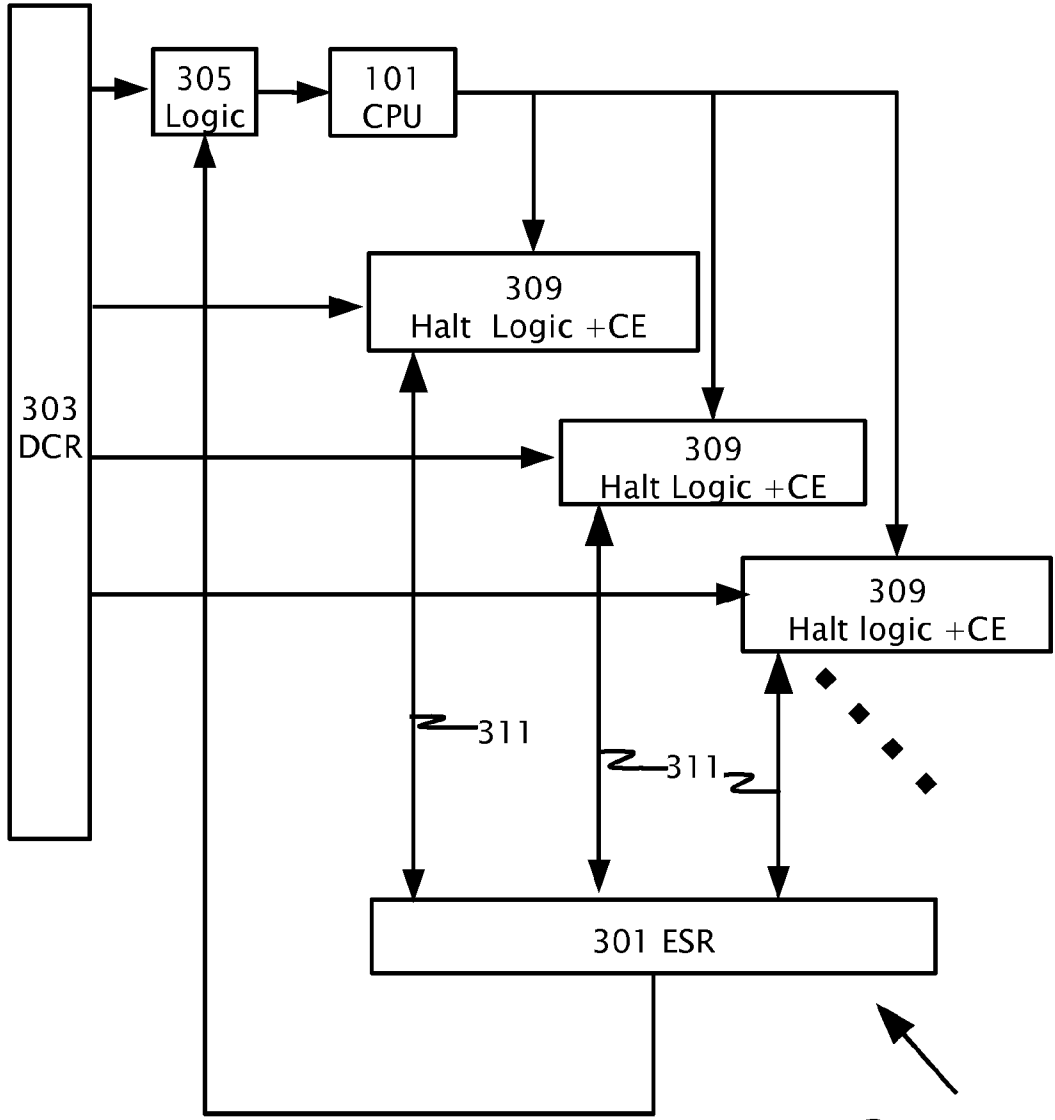 305
Logic
101
CPU
309
Halt Logic +CE
303
DCR
309
Halt Logic +CE
309
Halt logic +CE
311
311
301 ESR